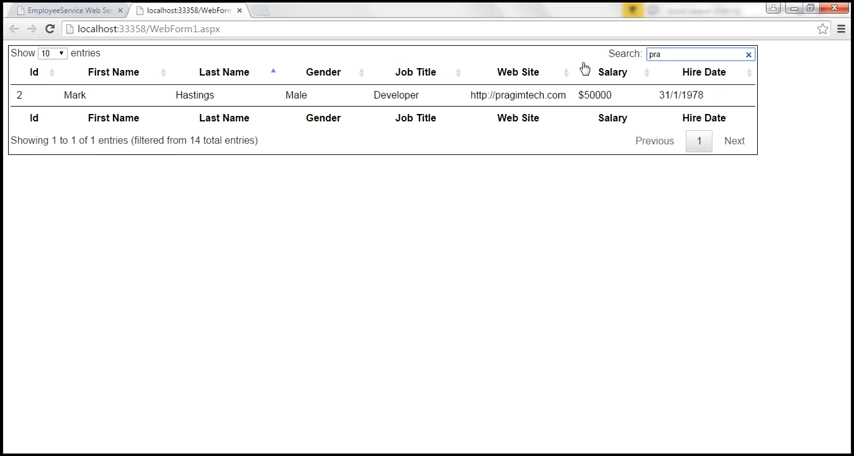 EmployeeService Web Ser
localhost:33358/WebForm
localhost:33358/WebForm1.aspx
Show 10 entries
Search: pra
Id First Name Last Name Gender Job Title Web Site Salary Hire Date
2 Mark Hastings Male Developer http://pragimtech.com $50000 31/1/1978
Id First Name Last Name Gender Job Title Web Site Salary Hire Date
Showing 1 to 1 of 1 entries (filtered from 14 total entries)
Previous 1 Next